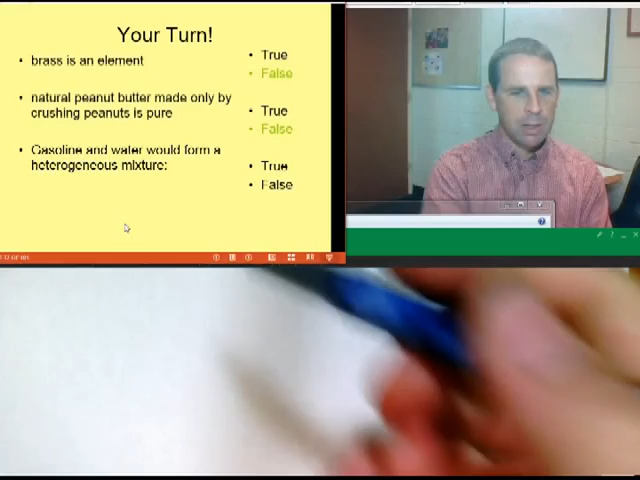 Your Turn!
• brass is an element
• True
• False
• natural peanut butter made only by
crushing peanuts is pure
• True
• False
• Gasoline and water would form a
heterogeneous mixture:
• True
• False